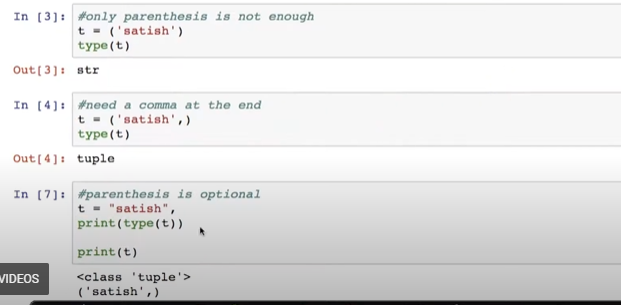 In [3]: #only parenthesis is not enough
t = ('satish')
type(t)
Out[3]: str
In [4]: #need a comma at the end
t = ('satish',)
type(t)
Out[4]: tuple
In [7]: #parenthesis is optional
t = "satish",
print(type(t))
print(t)
<class 'tuple'>
('satish',)
VIDEOS